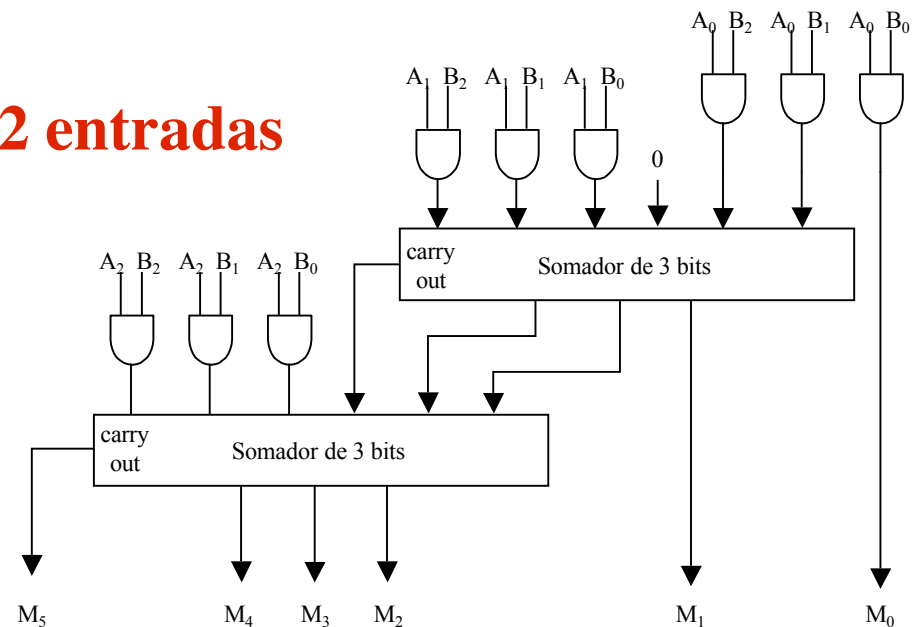 A₀ B₂ A₀ B₁ A₀ B₀
A₁ B₂ A₁ B₁ A₁ B₀
2 entradas
0
carry out
Somador de 3 bits
A₂ B₂ A₂ B₁ A₂ B₀
carry out
Somador de 3 bits
M₅ M₄ M₃ M₂ M₁ M₀